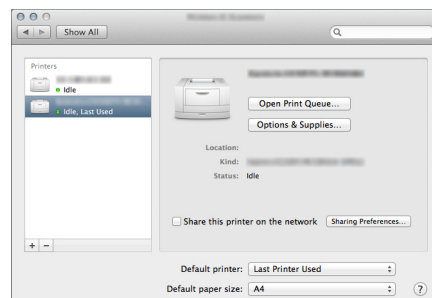 Show All
Printers
Idle
Idle, Last Used
Open Print Queue...
Options & Supplies...
Location:
Kind:
Status: Idle
Share this printer on the network Sharing Preferences...
+ −
Default printer: Last Printer Used
Default paper size: A4 ?